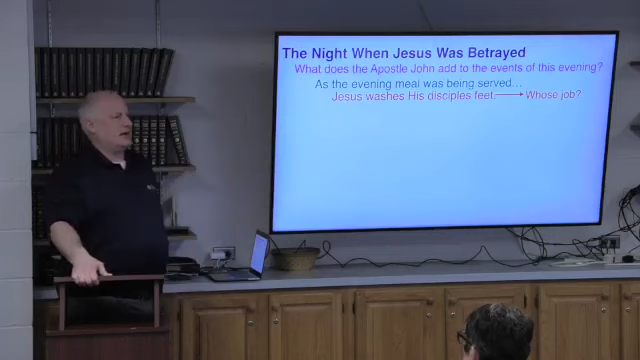 The Night When Jesus Was Betrayed
What does the Apostle John add to the events of this evening?
As the evening meal was being served…
Jesus washes His disciples feet. Whose job?